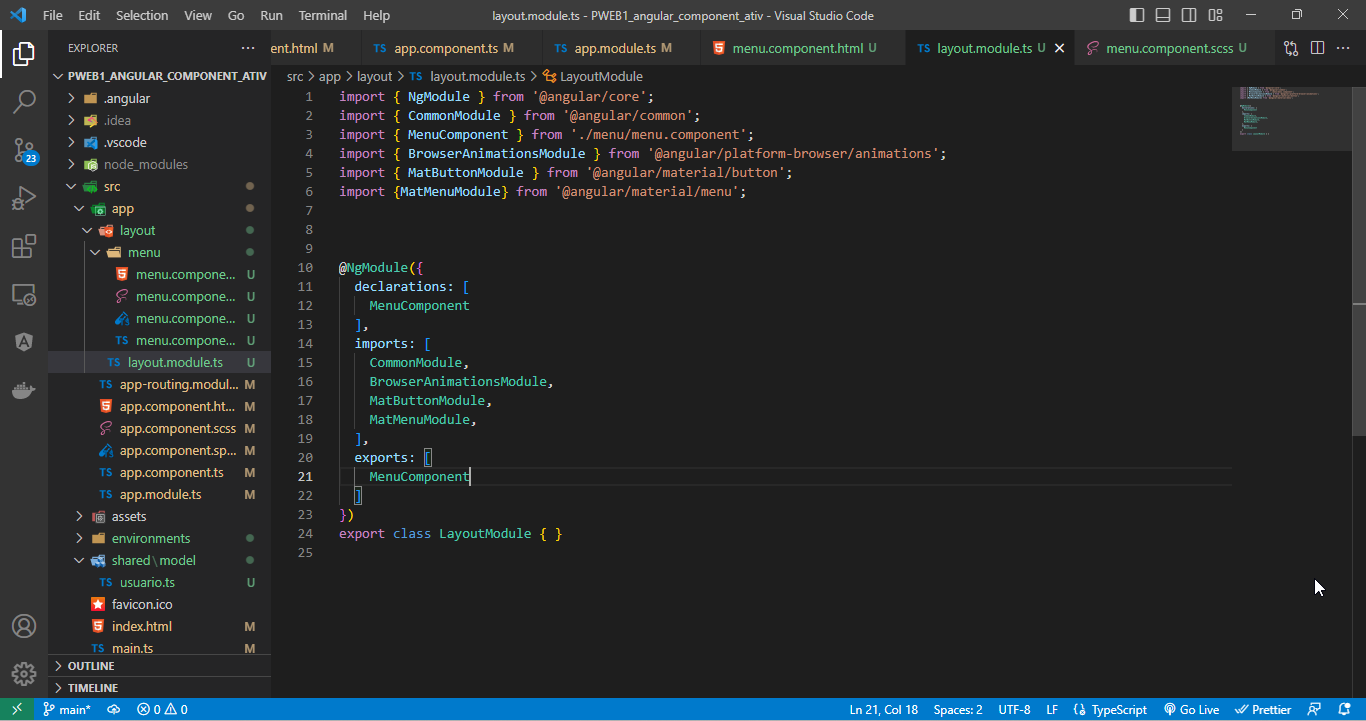 File Edit Selection View Go Run Terminal Help
layout.module.ts - PWEB1_angular_component_ativ - Visual Studio Code
EXPLORER
ent.html M
TS app.component.ts M
TS app.module.ts M
menu.component.html U
TS layout.module.ts U
menu.component.scss U
PWEB1_ANGULAR_COMPONENT_ATIV
.angular
.idea
.vscode
node_modules
src
app
layout
menu
menu.compone... U
menu.compone... U
menu.compone... U
TS menu.compone... U
TS layout.module.ts U
TS app-routing.modul... M
app.component.ht... M
app.component.scss M
app.component.sp... M
TS app.component.ts M
TS app.module.ts M
assets
environments
shared\model
TS usuario.ts U
favicon.ico
index.html M
TS main.ts M
OUTLINE
TIMELINE
23
src > app > layout > TS layout.module.ts > LayoutModule
1 import { NgModule } from '@angular/core';
2 import { CommonModule } from '@angular/common';
3 import { MenuComponent } from './menu/menu.component';
4 import { BrowserAnimationsModule } from '@angular/platform-browser/animations';
5 import { MatButtonModule } from '@angular/material/button';
6 import {MatMenuModule} from '@angular/material/menu';
7
8
9
10 @NgModule({
11 declarations: [
12 MenuComponent
13 ],
14 imports: [
15 CommonModule,
16 BrowserAnimationsModule,
17 MatButtonModule,
18 MatMenuModule,
19 ],
20 exports: [
21 MenuComponent
22 ]
23 })
24 export class LayoutModule { }
25
main* 0 0
Ln 21, Col 18 Spaces: 2 UTF-8 LF {} TypeScript Go Live Prettier